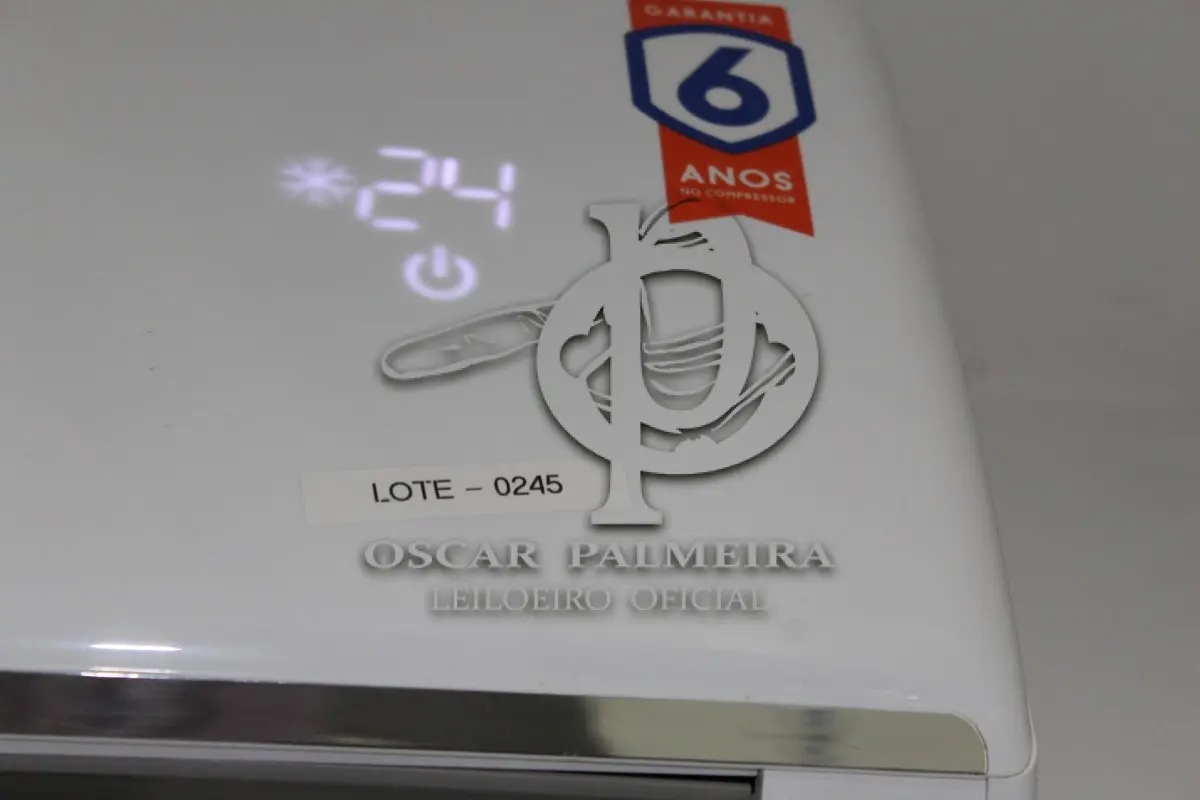 GARANTIA
6
ANOS
NO COMPRESSOR
24
LOTE - 0245
OSCAR PALMEIRA
LEILOEIRO OFICIAL